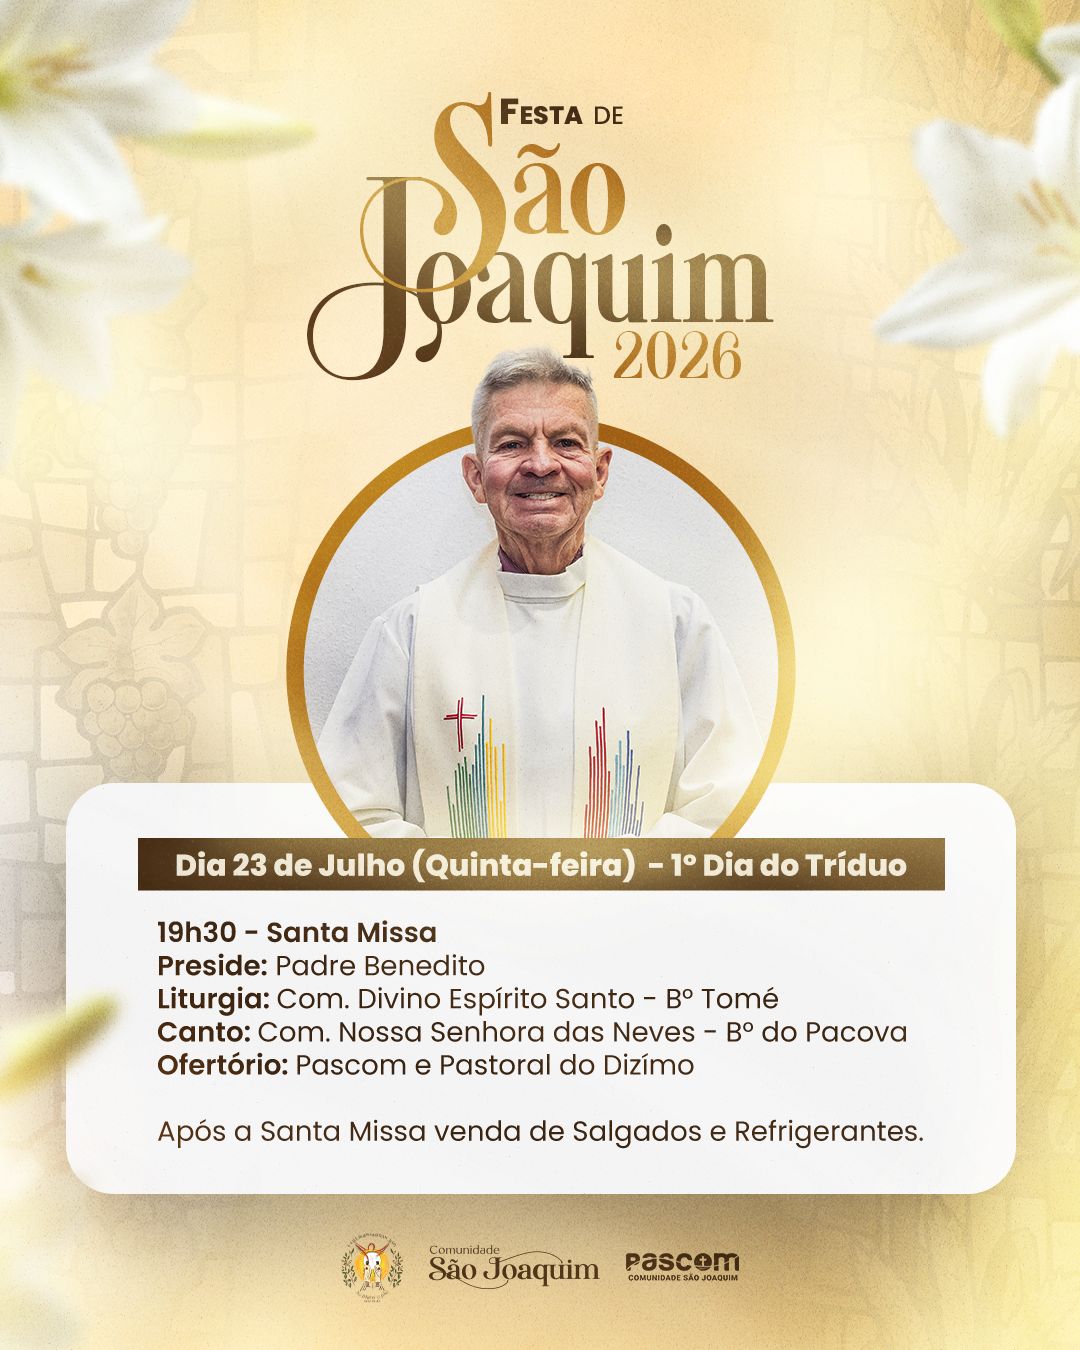 FESTA DE
São
Joaquim
2026
Dia 23 de Julho (Quinta-feira) - 1º Dia do Tríduo
19h30 - Santa Missa
Preside: Padre Benedito
Liturgia: Com. Divino Espírito Santo - Bº Tomé
Canto: Com. Nossa Senhora das Neves - Bº do Pacova
Ofertório: Pascom e Pastoral do Dizímo
Após a Santa Missa venda de Salgados e Refrigerantes.
Comunidade
São Joaquim
Pascom
COMUNIDADE SÃO JOAQUIM